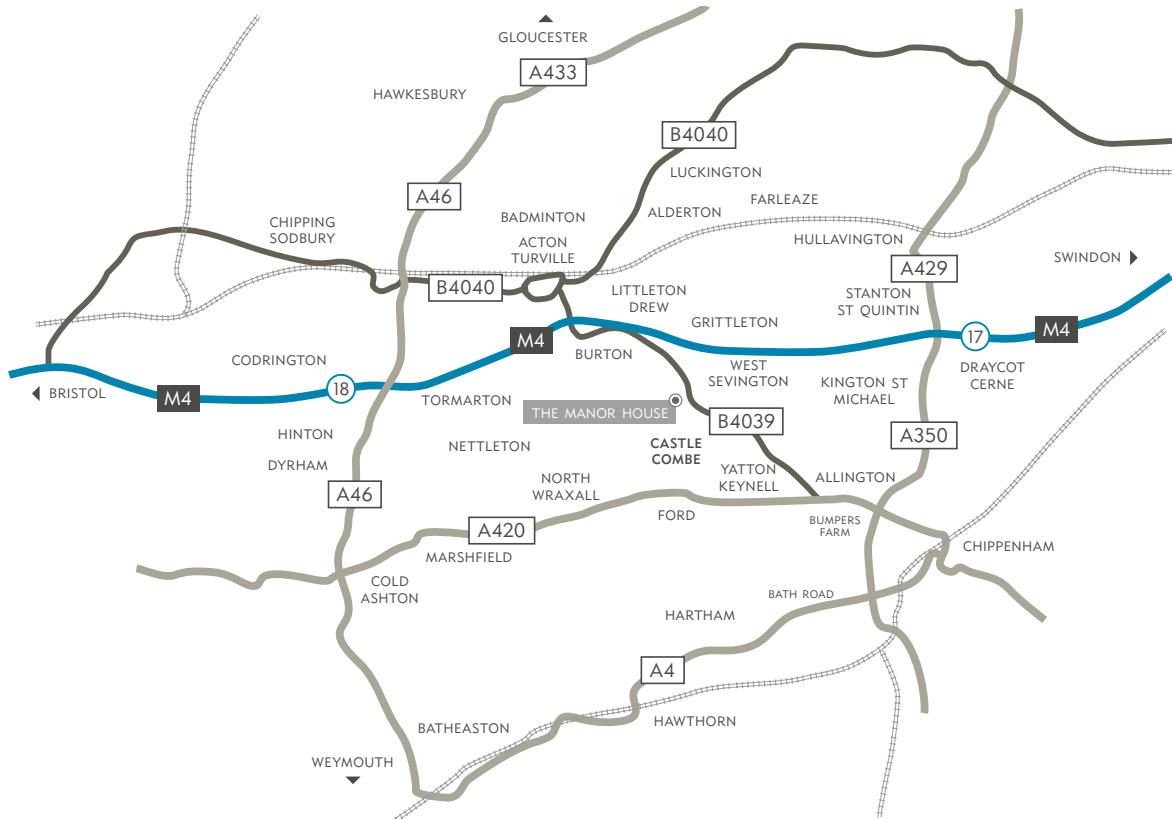 GLOUCESTER
A433
HAWKESBURY
B4040
LUCKINGTON
A46
FARLEAZE
BADMINTON
ALDERTON
CHIPPING
SODBURY
ACTON
TURVILLE
HULLAVINGTON
SWINDON
A429
B4040
LITTLETON
DREW
STANTON
ST QUINTIN
GRITTLETON
M4
17
M4
BURTON
CODRINGTON
WEST
SEVINGTON
DRAYCOT
CERNE
KINGTON ST
MICHAEL
BRISTOL
M4
18
TORMARTON
THE MANOR HOUSE
B4039
HINTON
NETTLETON
CASTLE
COMBE
A350
DYRHAM
YATTON
KEYNELL
ALLINGTON
NORTH
WRAXALL
A46
FORD
BUMPERS
FARM
A420
MARSHFIELD
CHIPPENHAM
COLD
ASHTON
BATH ROAD
HARTHAM
A4
HAWTHORN
BATHEASTON
WEYMOUTH